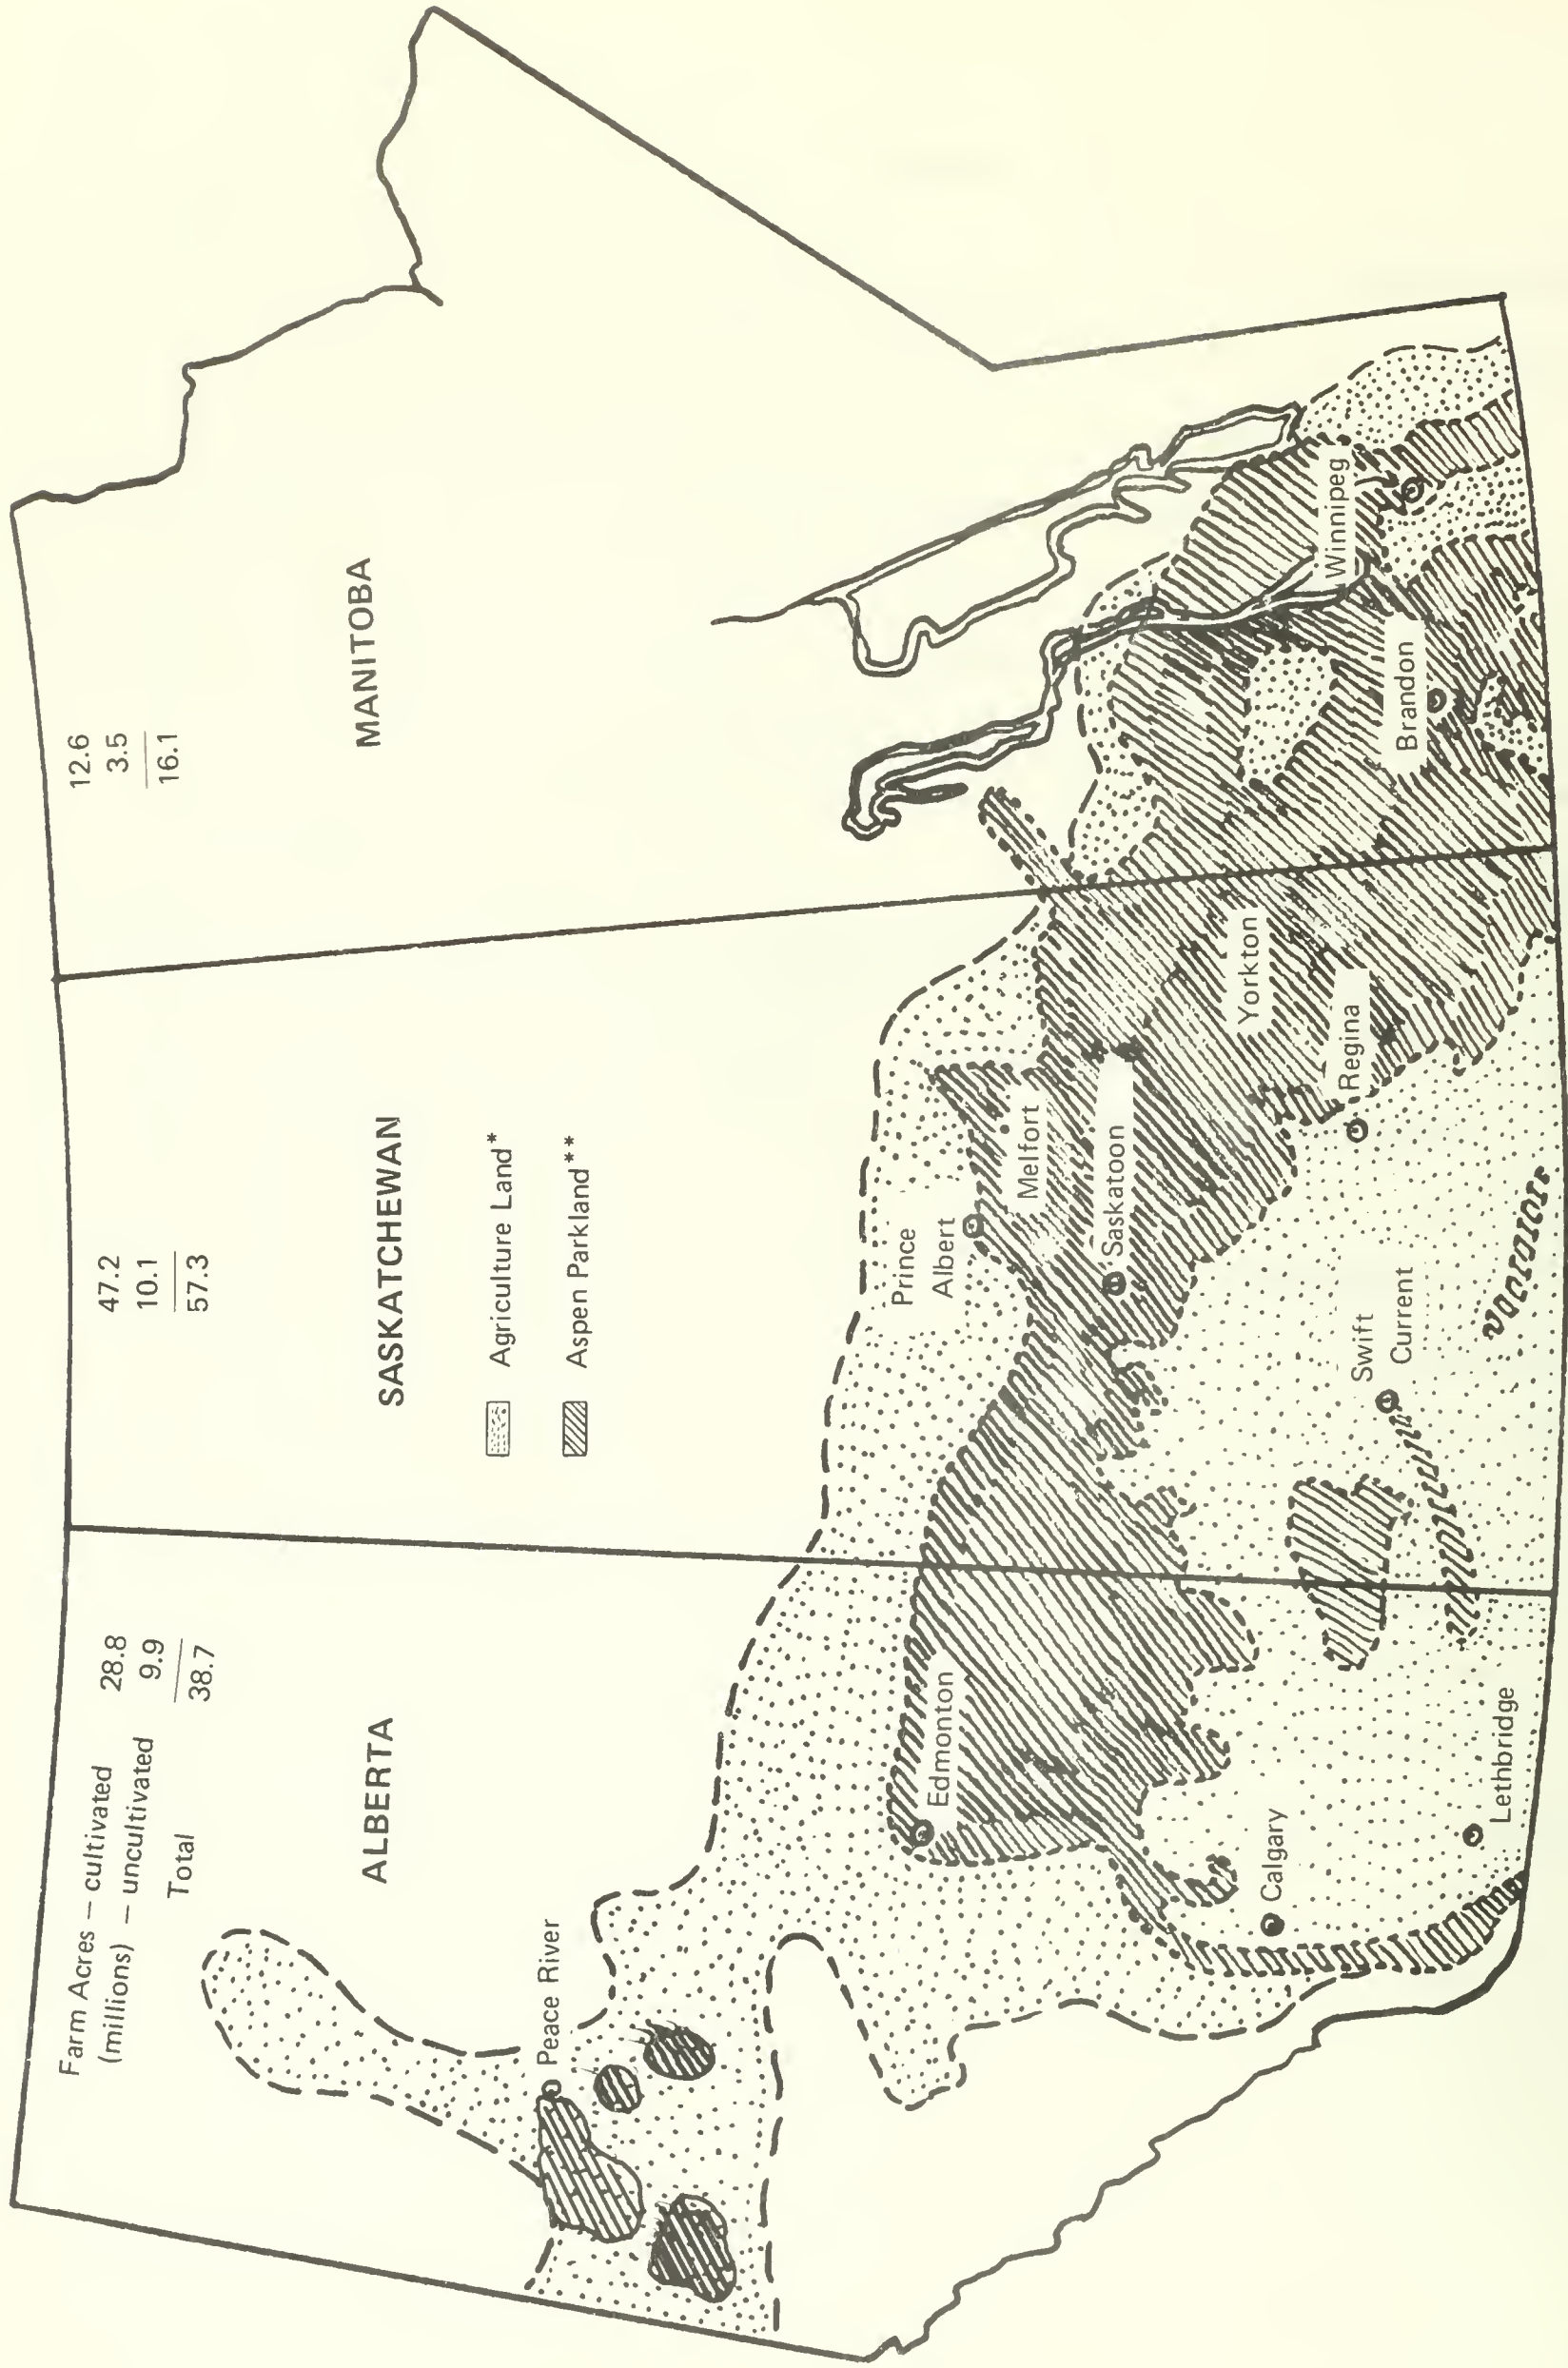 Farm Acres — cultivated 28.8
(millions) — uncultivated 9.9
Total 38.7
47.2
10.1
57.3
12.6
3.5
16.1
ALBERTA
SASKATCHEWAN
MANITOBA
Agriculture Land*
Aspen Parkland**
Peace River
Edmonton
Calgary
Lethbridge
Prince
Albert
Melfort
Saskatoon
Swift
Current
Yorkton
Regina
Brandon
Winnipeg